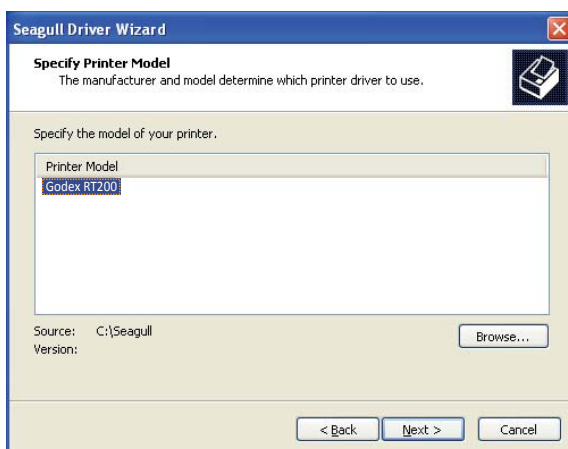 Seagull Driver Wizard
Specify Printer Model
The manufacturer and model determine which printer driver to use.
Specify the model of your printer.
Printer Model
Godex RT200
Source: C:\Seagull
Browse...
Version:
< Back Next > Cancel